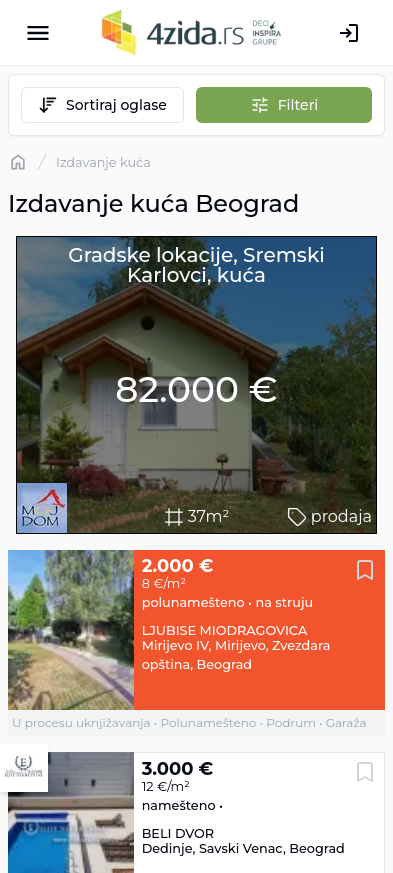 4zida.rs
DEO
INSPIRA
GRUPE
Sortiraj oglase
Filteri
/ Izdavanje kuća
Izdavanje kuća Beograd
Gradske lokacije, Sremski
Karlovci, kuća
82.000 €
MOJ
DOM
37m²
prodaja
2.000 €
8 €/m²
polunamešteno • na struju
LJUBISE MIODRAGOVICA
Mirijevo IV, Mirijevo, Zvezdara
opština, Beograd
U procesu uknjižavanja • Polunamešteno • Podrum • Garaža
3.000 €
12 €/m²
namešteno •
BELI DVOR
Dedinje, Savski Venac, Beograd